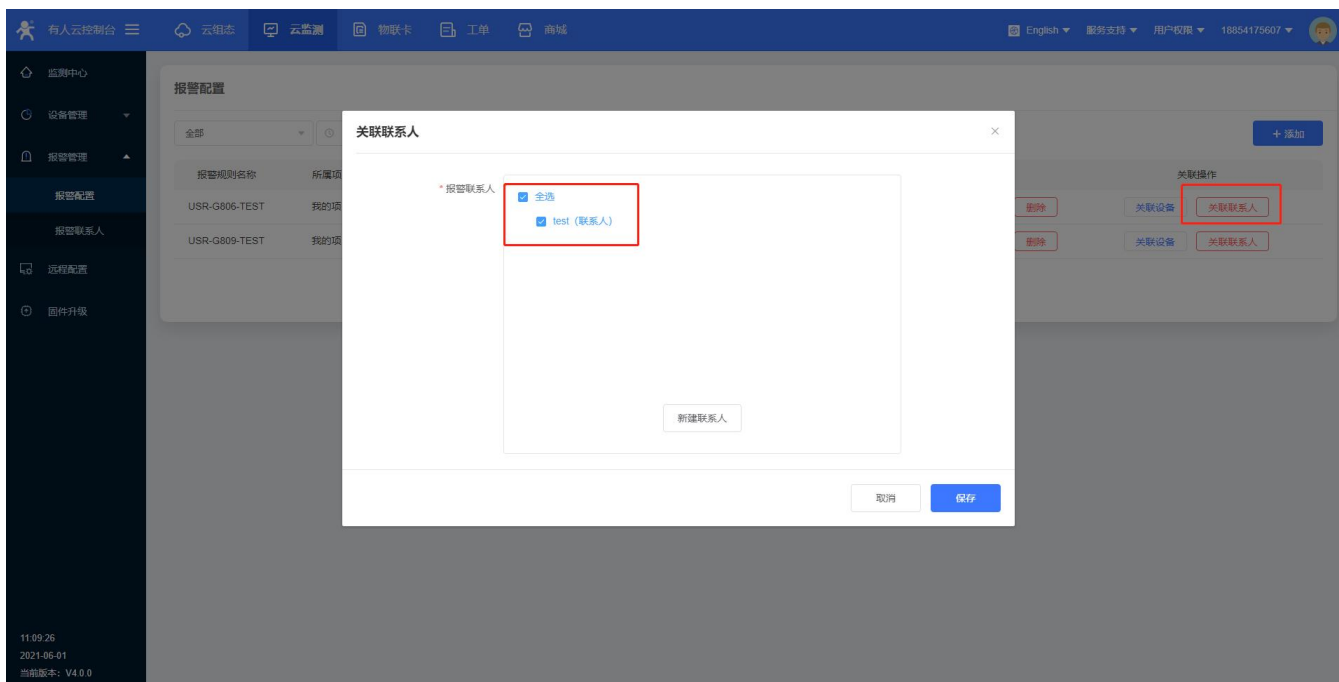 有人云控制台 云组态 云监测 物联卡 工单 商城 English 服务支持 用户权限 18854175607
监测中心
报警配置
设备管理
全部
关联联系人
+ 添加
报警管理
报警规则名称 所属项 关联操作
* 报警联系人
全选
报警配置
USR-G806-TEST 我的项 删除 关联设备 关联联系人
test (联系人)
报警联系人
USR-G809-TEST 我的项 删除 关联设备 关联联系人
远程配置
固件升级
新建联系人
取消 保存
11:09:26
2021-06-01
当前版本: V4.0.0